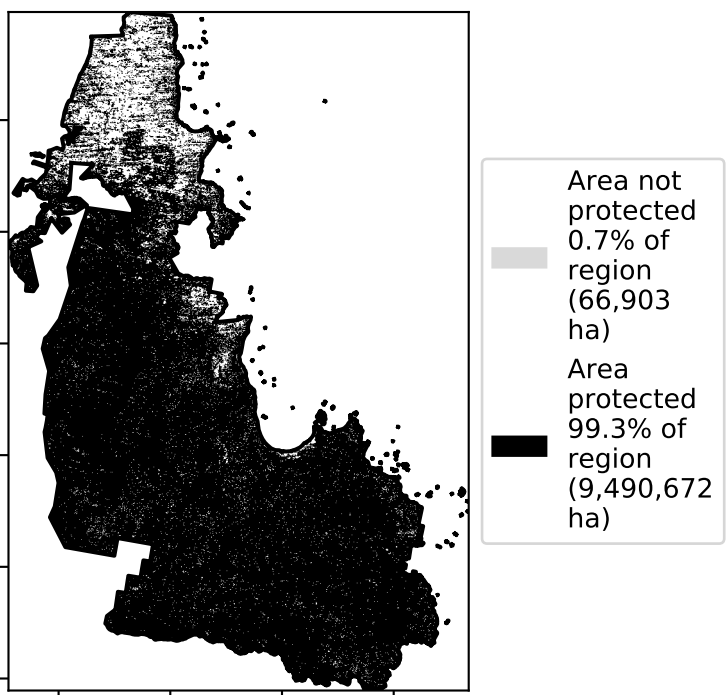 Area not
protected
0.7% of
region
(66,903
ha)
Area
protected
99.3% of
region
(9,490,672
ha)